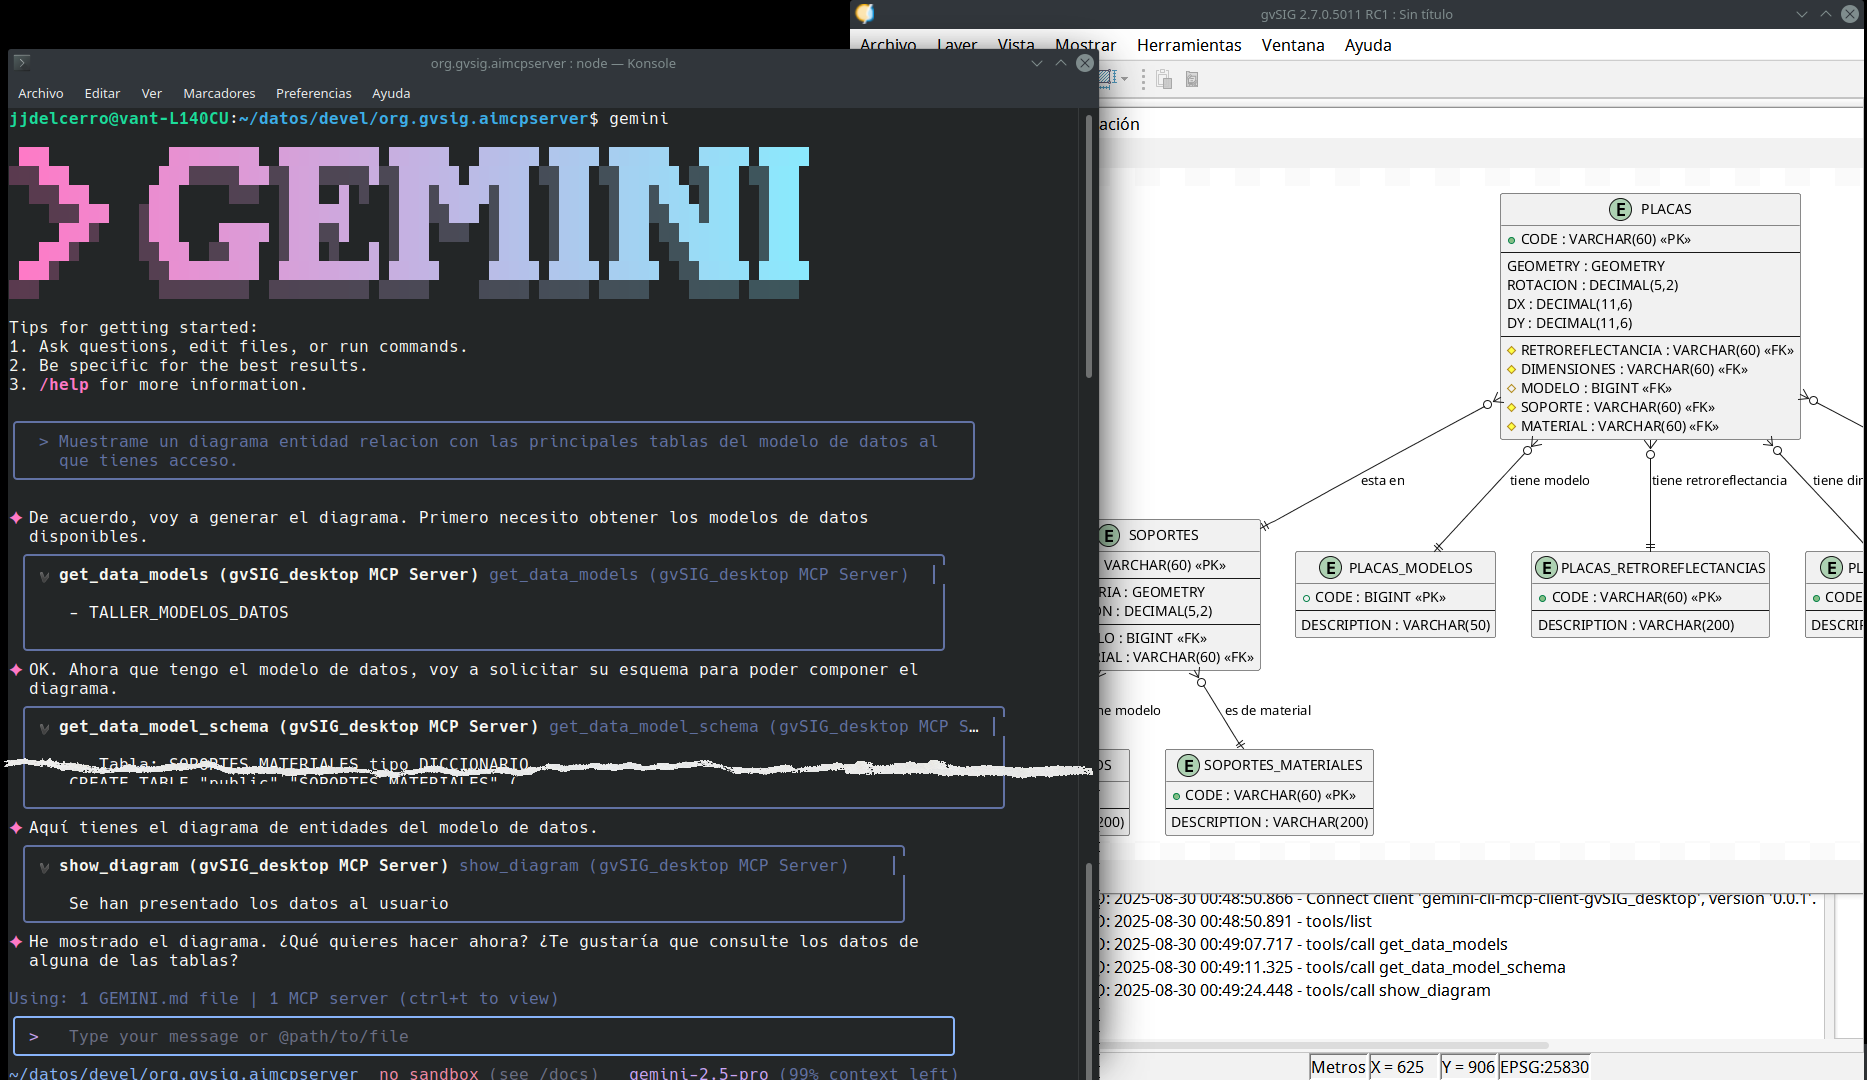 gvSIG 2.7.0.5011 RC1 : Sin título
Archivo Layer Vista Mostrar Herramientas Ventana Ayuda
org.gvsig.aimcpserver : node — Konsole
Archivo Editar Ver Marcadores Preferencias Ayuda
jjdelcerro@vant-L140CU:~/datos/devel/org.gvsig.aimcpserver$ gemini
> GEMINI
Tips for getting started:
1. Ask questions, edit files, or run commands.
2. Be specific for the best results.
3. /help for more information.
> Muestrame un diagrama entidad relacion con las principales tablas del modelo de datos al
que tienes acceso.
✦ De acuerdo, voy a generar el diagrama. Primero necesito obtener los modelos de datos
disponibles.
✔ get_data_models (gvSIG_desktop MCP Server) get_data_models (gvSIG_desktop MCP Server)
- TALLER_MODELOS_DATOS
✦ OK. Ahora que tengo el modelo de datos, voy a solicitar su esquema para poder componer el
diagrama.
✔ get_data_model_schema (gvSIG_desktop MCP Server) get_data_model_schema (gvSIG_desktop MCP S…
Tabla: SOPORTES_MATERIALES tipo DICCIONARIO
CREATE TABLE "public"."SOPORTES_MATERIALES" (
✦ Aquí tienes el diagrama de entidades del modelo de datos.
✔ show_diagram (gvSIG_desktop MCP Server) show_diagram (gvSIG_desktop MCP Server)
Se han presentado los datos al usuario
✦ He mostrado el diagrama. ¿Qué quieres hacer ahora? ¿Te gustaría que consulte los datos de
alguna de las tablas?
Using: 1 GEMINI.md file | 1 MCP server (ctrl+t to view)
> Type your message or @path/to/file
~/datos/devel/org.gvsig.aimcpserver no sandbox (see /docs) gemini-2.5-pro (99% context left)
ación
E PLACAS
CODE : VARCHAR(60) «PK»
GEOMETRY : GEOMETRY
ROTACION : DECIMAL(5,2)
DX : DECIMAL(11,6)
DY : DECIMAL(11,6)
RETROREFLECTANCIA : VARCHAR(60) «FK»
DIMENSIONES : VARCHAR(60) «FK»
MODELO : BIGINT «FK»
SOPORTE : VARCHAR(60) «FK»
MATERIAL : VARCHAR(60) «FK»
esta en
tiene modelo
tiene retroreflectancia
tiene dir
E SOPORTES
VARCHAR(60) «PK»
RIA : GEOMETRY
ON : DECIMAL(5,2)
LO : BIGINT «FK»
IAL : VARCHAR(60) «FK»
E PLACAS_MODELOS
CODE : BIGINT «PK»
DESCRIPTION : VARCHAR(50)
E PLACAS_RETROREFLECTANCIAS
CODE : VARCHAR(60) «PK»
DESCRIPTION : VARCHAR(200)
E PL
CODE
DESCRIF
ne modelo
es de material
OS
200)
E SOPORTES_MATERIALES
CODE : VARCHAR(60) «PK»
DESCRIPTION : VARCHAR(200)
O: 2025-08-30 00:48:50.866 - Connect client 'gemini-cli-mcp-client-gvSIG_desktop', version '0.0.1'.
O: 2025-08-30 00:48:50.891 - tools/list
O: 2025-08-30 00:49:07.717 - tools/call get_data_models
O: 2025-08-30 00:49:11.325 - tools/call get_data_model_schema
O: 2025-08-30 00:49:24.448 - tools/call show_diagram
Metros X = 625 Y = 906 EPSG:25830